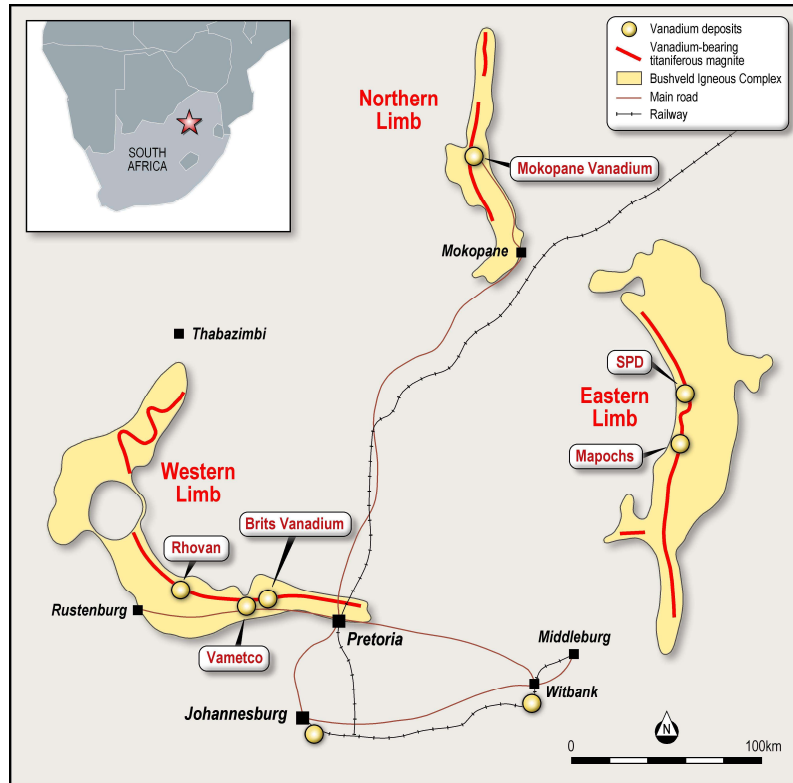 SOUTH
AFRICA
Vanadium deposits
Vanadium-bearing
titaniferous magnite
Bushveld Igneous Complex
Main road
Railway
Northern
Limb
Mokopane Vanadium
Mokopane
Thabazimbi
SPD
Eastern
Limb
Mapochs
Western
Limb
Brits Vanadium
Rhovan
Rustenburg
Vametco
Pretoria
Middleburg
Witbank
Johannesburg
N
0
100km